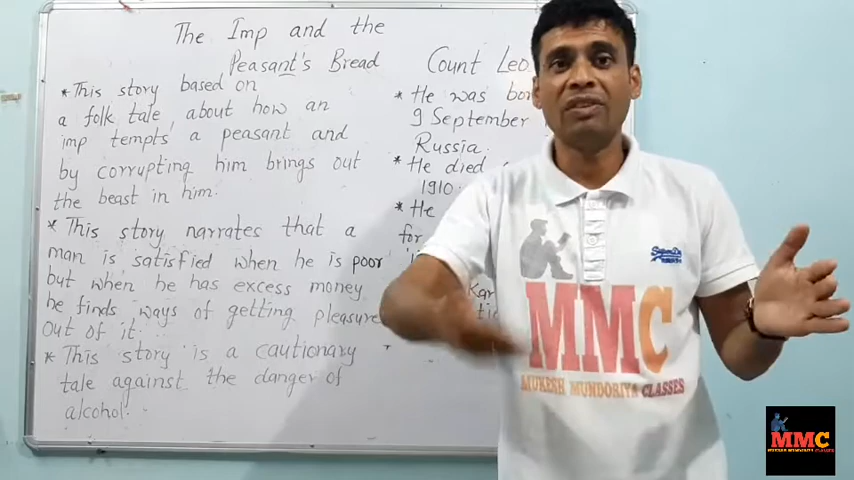 The Imp and the
Peasant's Bread
* This story based on
a folk tale, about how an
imp tempts a peasant and
by corrupting him brings out
the beast in him.
* This story narrates that a
man is satisfied when he is poor
but when he has excess money,
he finds ways of getting pleasure
out of it.
* This story is a cautionary
tale against the danger of
alcohol.
Count Leo
* He was
9 September
Russia.
* He died
1910.
* He
for
MMC
MUKESH MUNDORIYA CLASSES
MMC